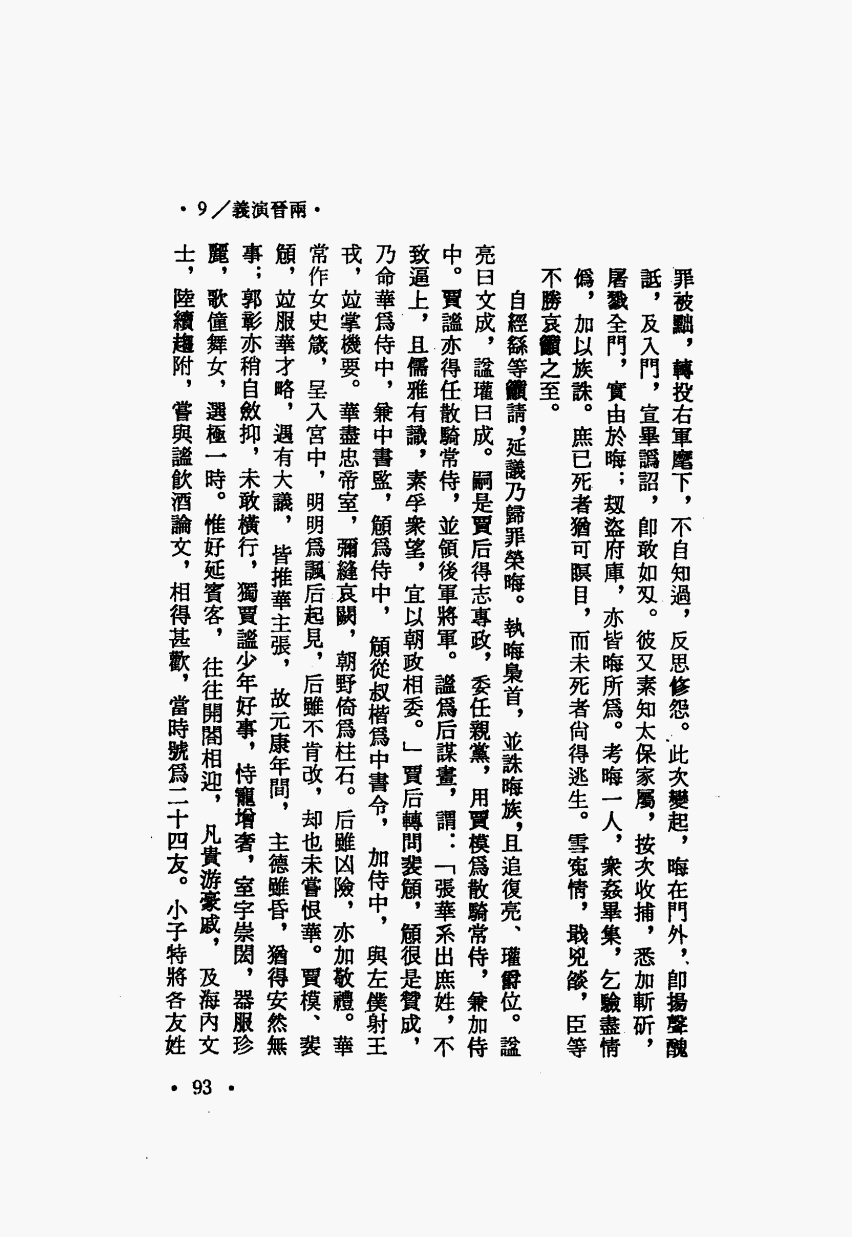 ・9／義演晉兩・
罪被黜，轉投右軍麾下，不自知過，反思修怨。此次變起，晦在門外，卽揚聲醜
詆，及入門，宣畢譌詔，卽敢如叉。彼又素知太保家屬，按次收捕，悉加斬斫，
屠戮全門，實由於晦；刼盜府庫，亦皆晦所爲。考晦一人，衆姦畢集，乞驗盡情
僞，加以族誅。庶已死者猶可瞑目，而未死者尙得逃生。雪寃情，戢兇燄，臣等
不勝哀籲之至。
自經繇等籲請，延議乃歸罪榮晦。執晦梟首，並誅晦族，且追復亮、瓘爵位。諡
亮曰文成，諡瓘曰成。嗣是賈后得志專政，委任親黨，用賈模爲散騎常侍，兼加侍
中。賈謐亦得任散騎常侍，並領後軍將軍。謐爲后謀畫，謂：「張華系出庶姓，不
致逼上，且儒雅有識，素孚衆望，宜以朝政相委。」賈后轉問裴頠，頠很是贊成，
乃命華爲侍中，兼中書監，頠爲侍中，頠從叔楷爲中書令，加侍中，與左僕射王
戎，竝掌機要。華盡忠帝室，彌縫袞闕，朝野倚爲柱石。后雖凶險，亦加敬禮。華
常作女史箴，呈入宮中，明明爲諷后起見，后雖不肯改，却也未嘗恨華。賈模、裴
頠，竝服華才略，遇有大議，皆推華主張，故元康年間，主德雖昏，猶得安然無
事；郭彰亦稍自斂抑，未敢橫行，獨賈謐少年好事，恃寵增奢，室宇崇閎，器服珍
麗，歌僮舞女，選極一時。惟好延賓客，往往開閤相迎，凡貴游豪戚，及海內文
士，陸續趨附，嘗與謐飮酒論文，相得甚歡，當時號爲二十四友。小子特將各友姓
・93・